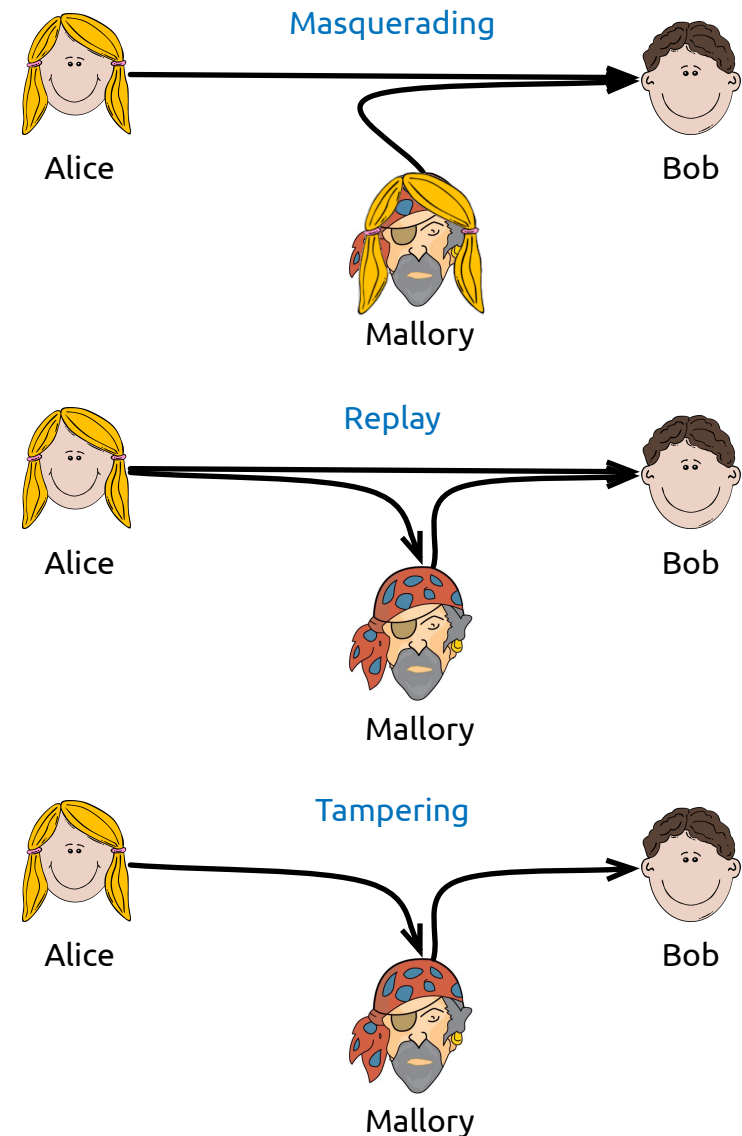 Masquerading
Alice
Bob
Mallory
Replay
Alice
Bob
Mallory
Tampering
Alice
Bob
Mallory